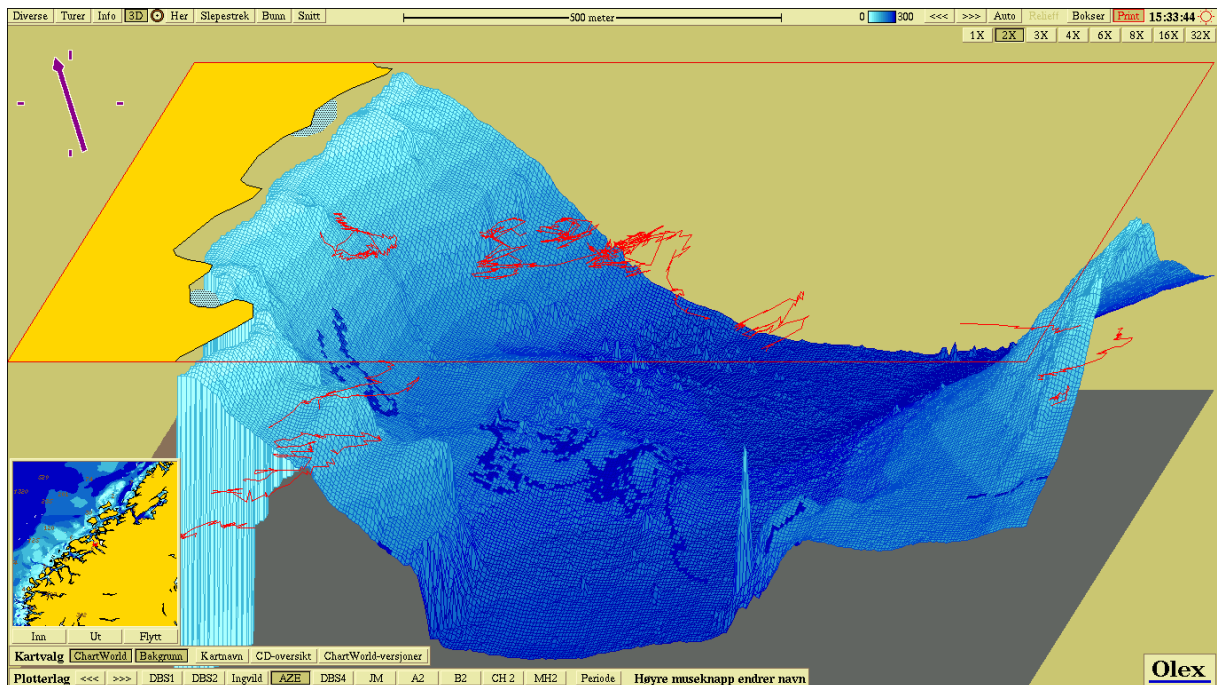 Diverse Turer Info 3D Her Slepestrek Bunn Snitt 500 meter 0 300 <<< >>> Auto Relieff Bokser Print 15:33:44
1X 2X 3X 4X 6X 8X 16X 32X
Inn Ut Flytt
Kartvalg ChartWorld Bakgrunn Kartnavn CD-oversikt ChartWorld-versjoner
Plotterlag <<< >>> DBS1 DBS2 Ingvild AZE DBS4 JM A2 B2 CH 2 MH2 Periode Høyre museknapp endrer navn
Olex